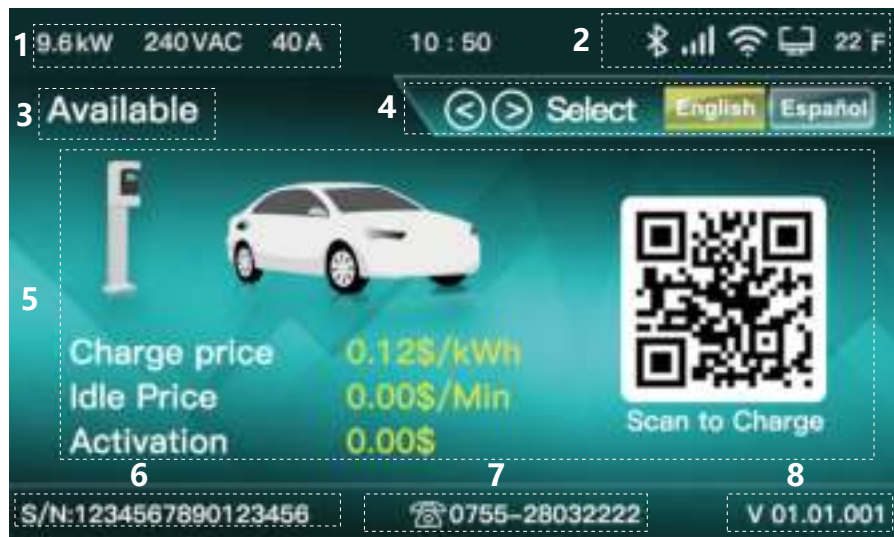 1 9.6kW 240VAC 40A 10:50 2 22°F
3 Available 4 < > Select English Español
5
Charge price 0.12$/kWh
Idle Price 0.00$/Min
Activation 0.00$
Scan to Charge
6 7 8
S/N:1234567890123456 0755-28032222 V 01.01.001